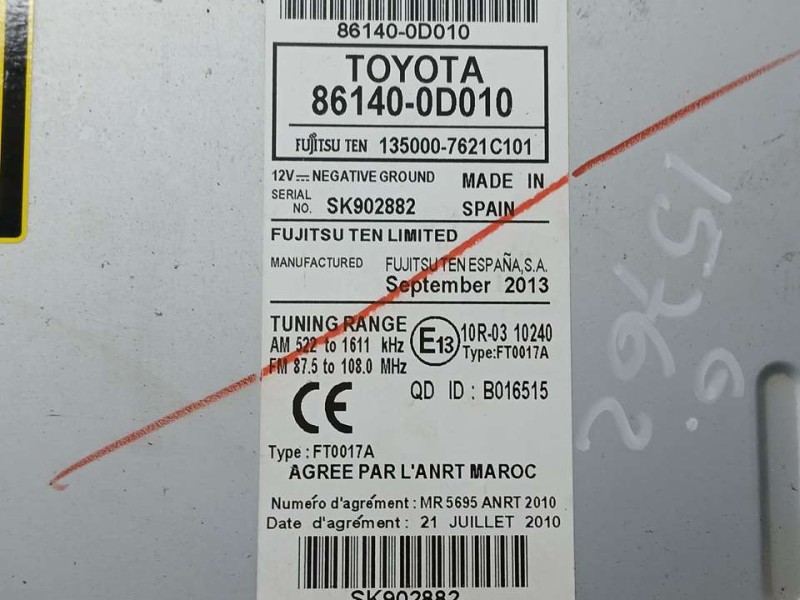 86140-0D010
TOYOTA
86140-0D010
FUJITSU TEN 135000-7621C101
12V NEGATIVE GROUND MADE IN
SERIAL NO. SK902882 SPAIN
FUJITSU TEN LIMITED
MANUFACTURED FUJITSU TEN ESPAÑA,S.A.
September 2013
TUNING RANGE
AM 522 to 1611 kHz
FM 87.5 to 108.0 MHz
E13 10R-03 10240
Type:FT0017A
QD ID : B016515
CE
Type : FT0017A
AGREE PAR L'ANRT MAROC
Numéro d'agrément : MR 5695 ANRT 2010
Date d'agrément : 21 JUILLET 2010
SK902882